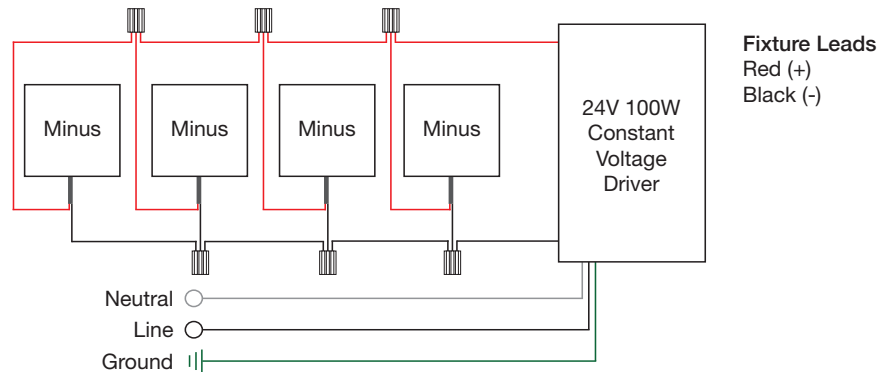 Fixture Leads
Red (+)
Black (-)
Minus
Minus
Minus
Minus
24V 100W
Constant
Voltage
Driver
Neutral
Line
Ground